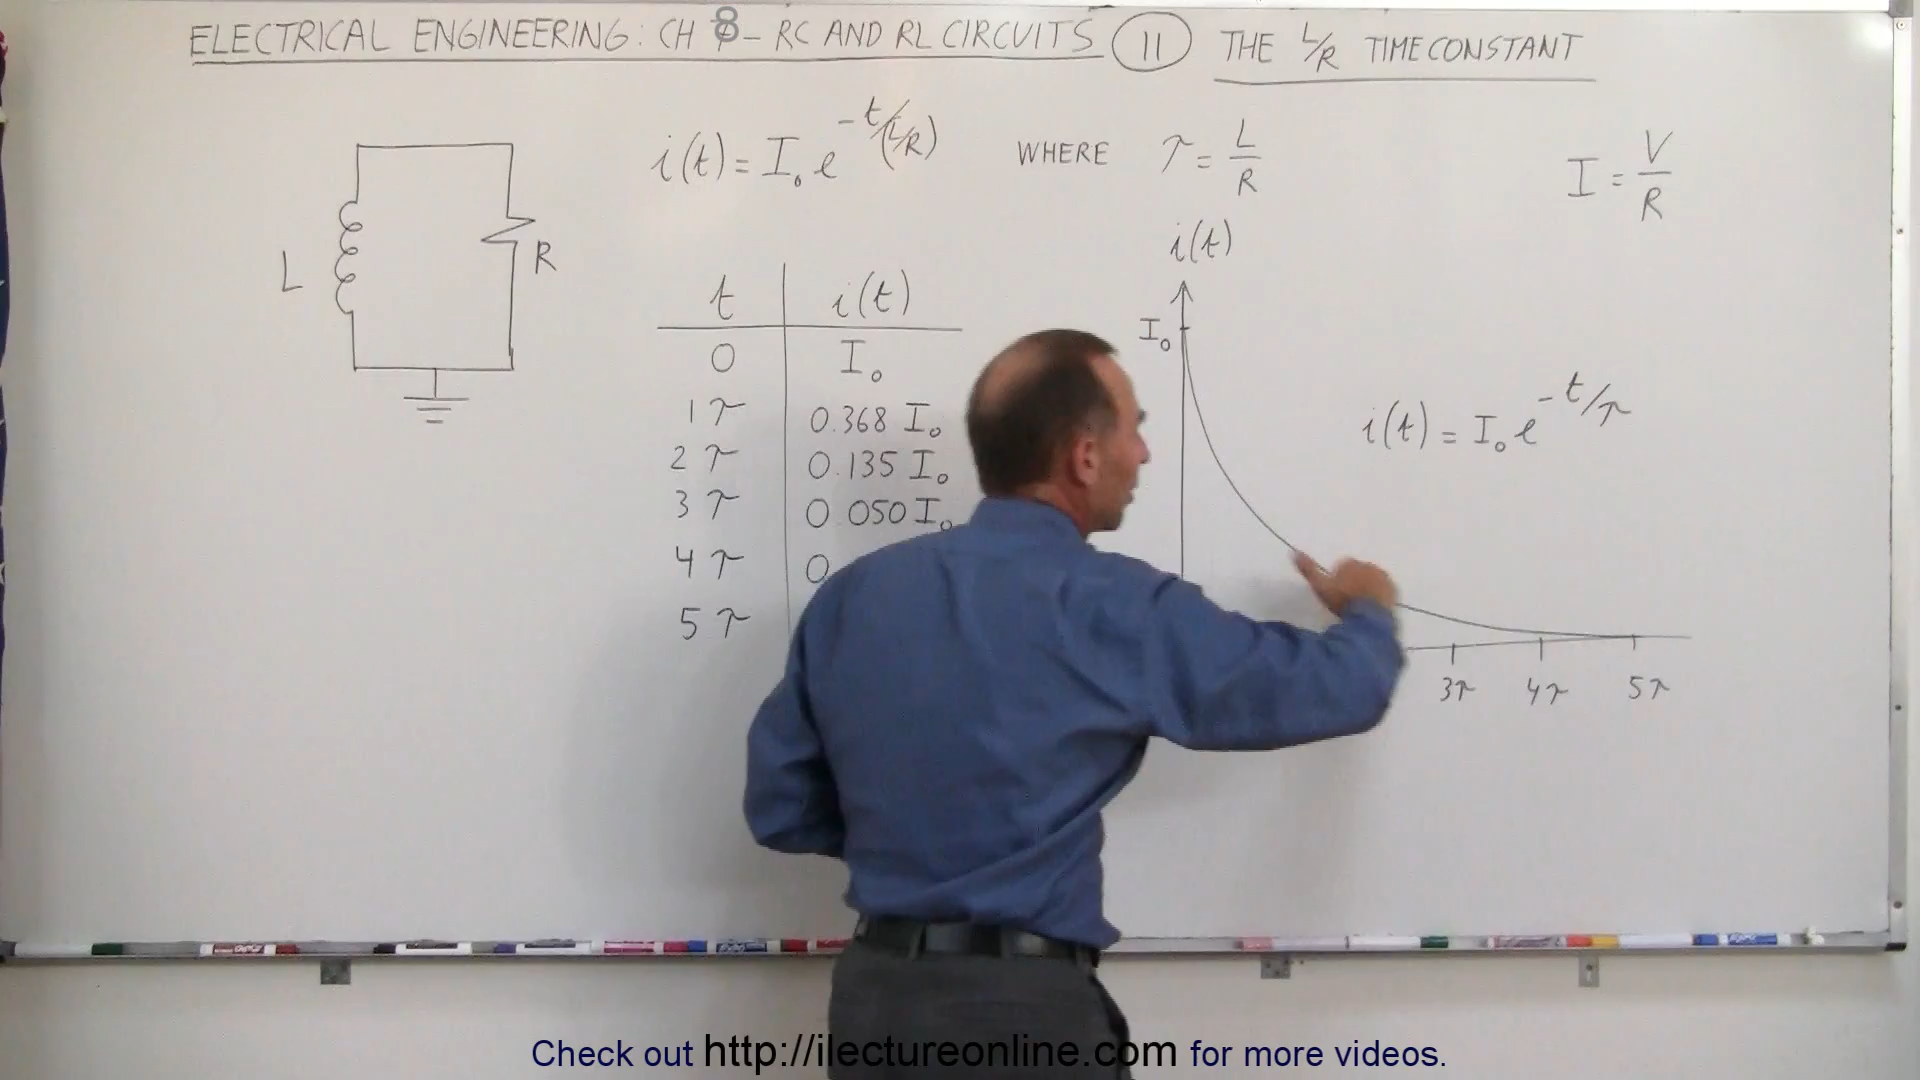 ELECTRICAL ENGINEERING: CH 8 - RC AND RL CIRCUITS 11 THE L/R TIME CONSTANT
i(t) = I₀ e^-t/(L/R) WHERE τ = L/R I = V/R
L
R
t i(t)
0 I₀
1τ 0.368 I₀
2τ 0.135 I₀
3τ 0 050 I₀
4τ 0
5τ
i(t)
I₀
i(t) = I₀ e^-t/τ
3τ 4τ 5τ
Check out http://ilectureonline.com for more videos.